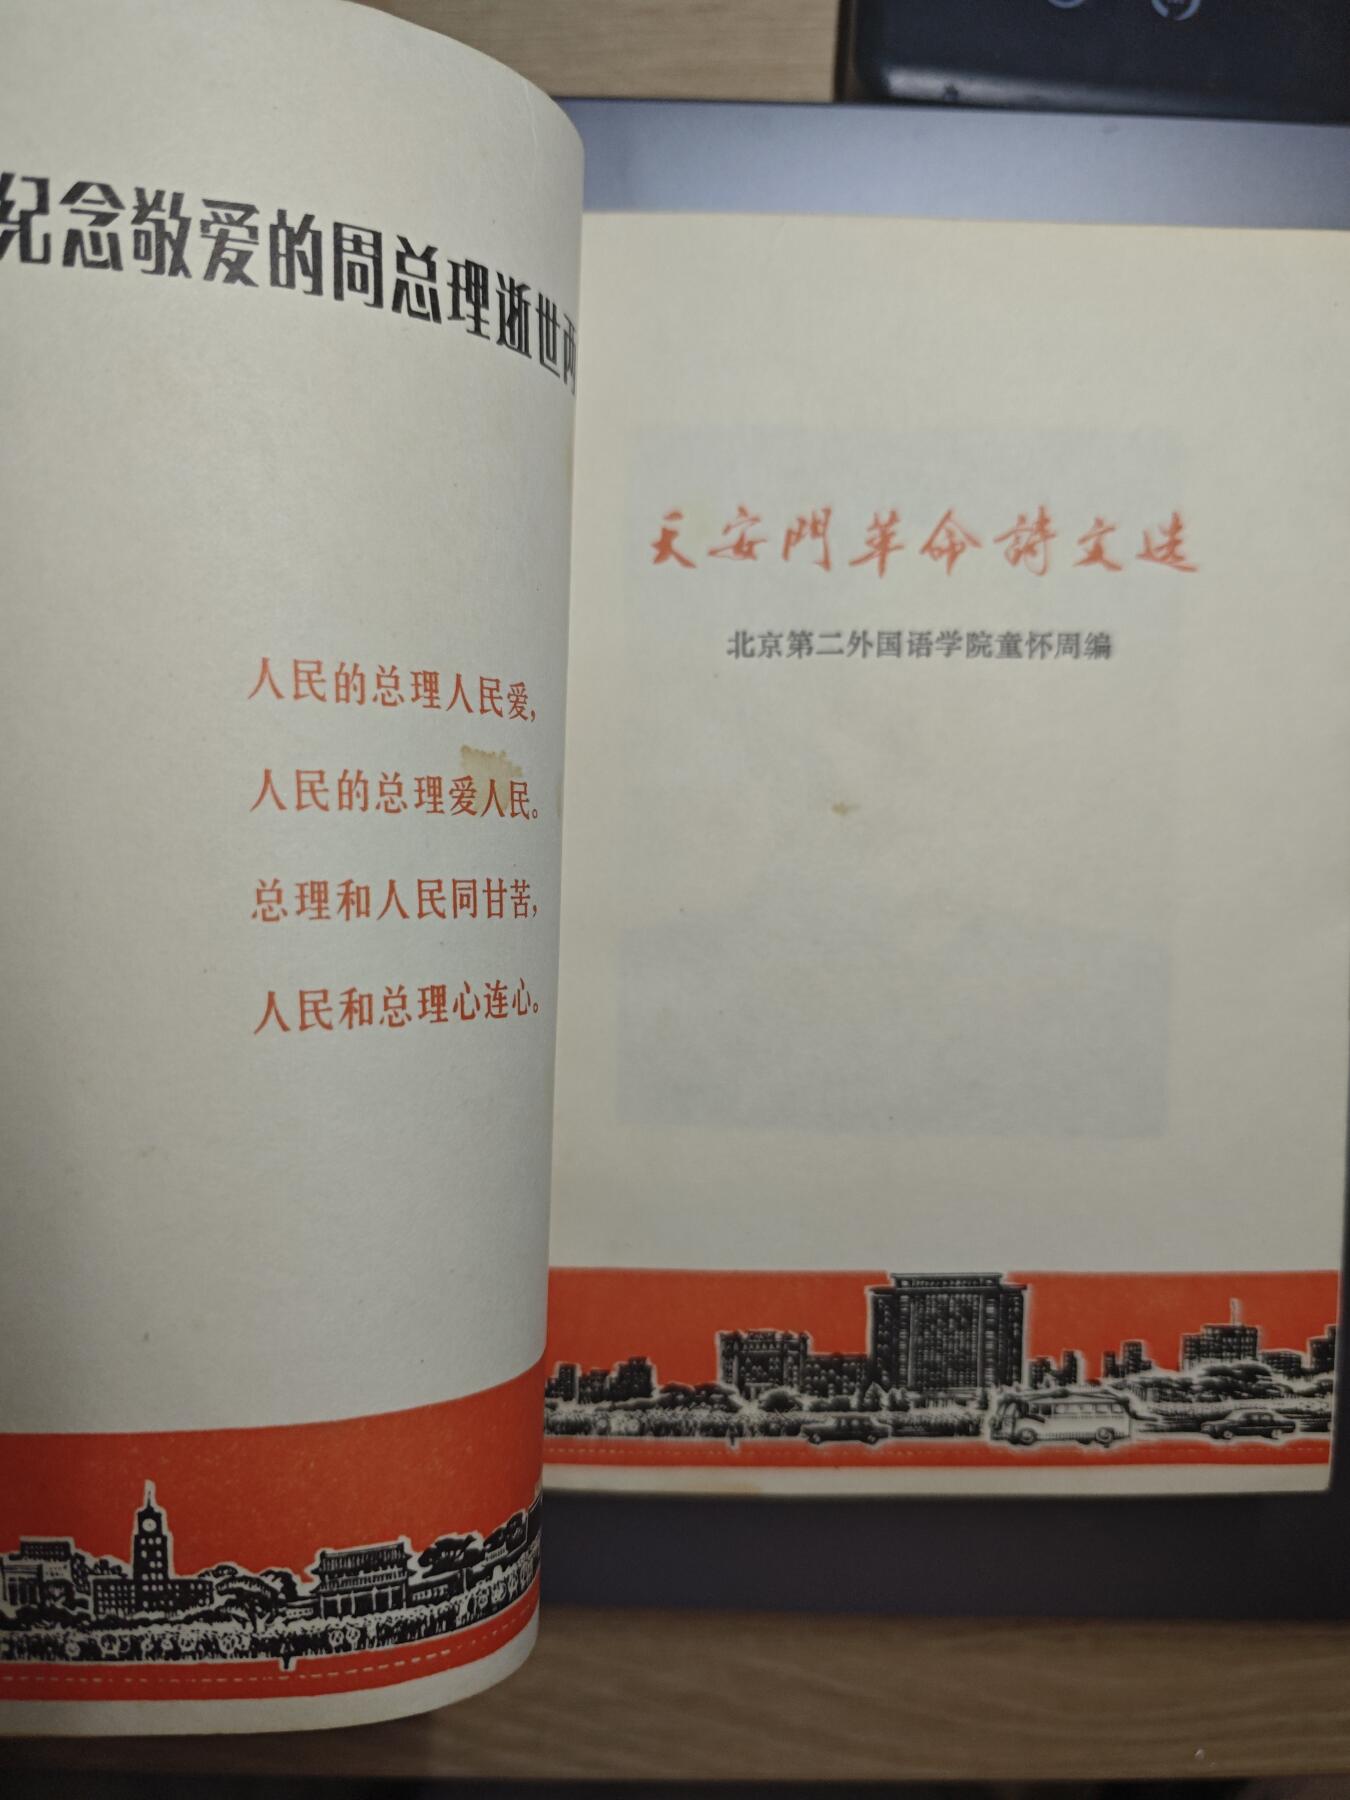 纪念敬爱的周总理逝世两
人民的总理人民爱，
人民的总理爱人民。
总理和人民同甘苦，
人民和总理心连心。
天安門革命詩文选
北京第二外国语学院童怀周编